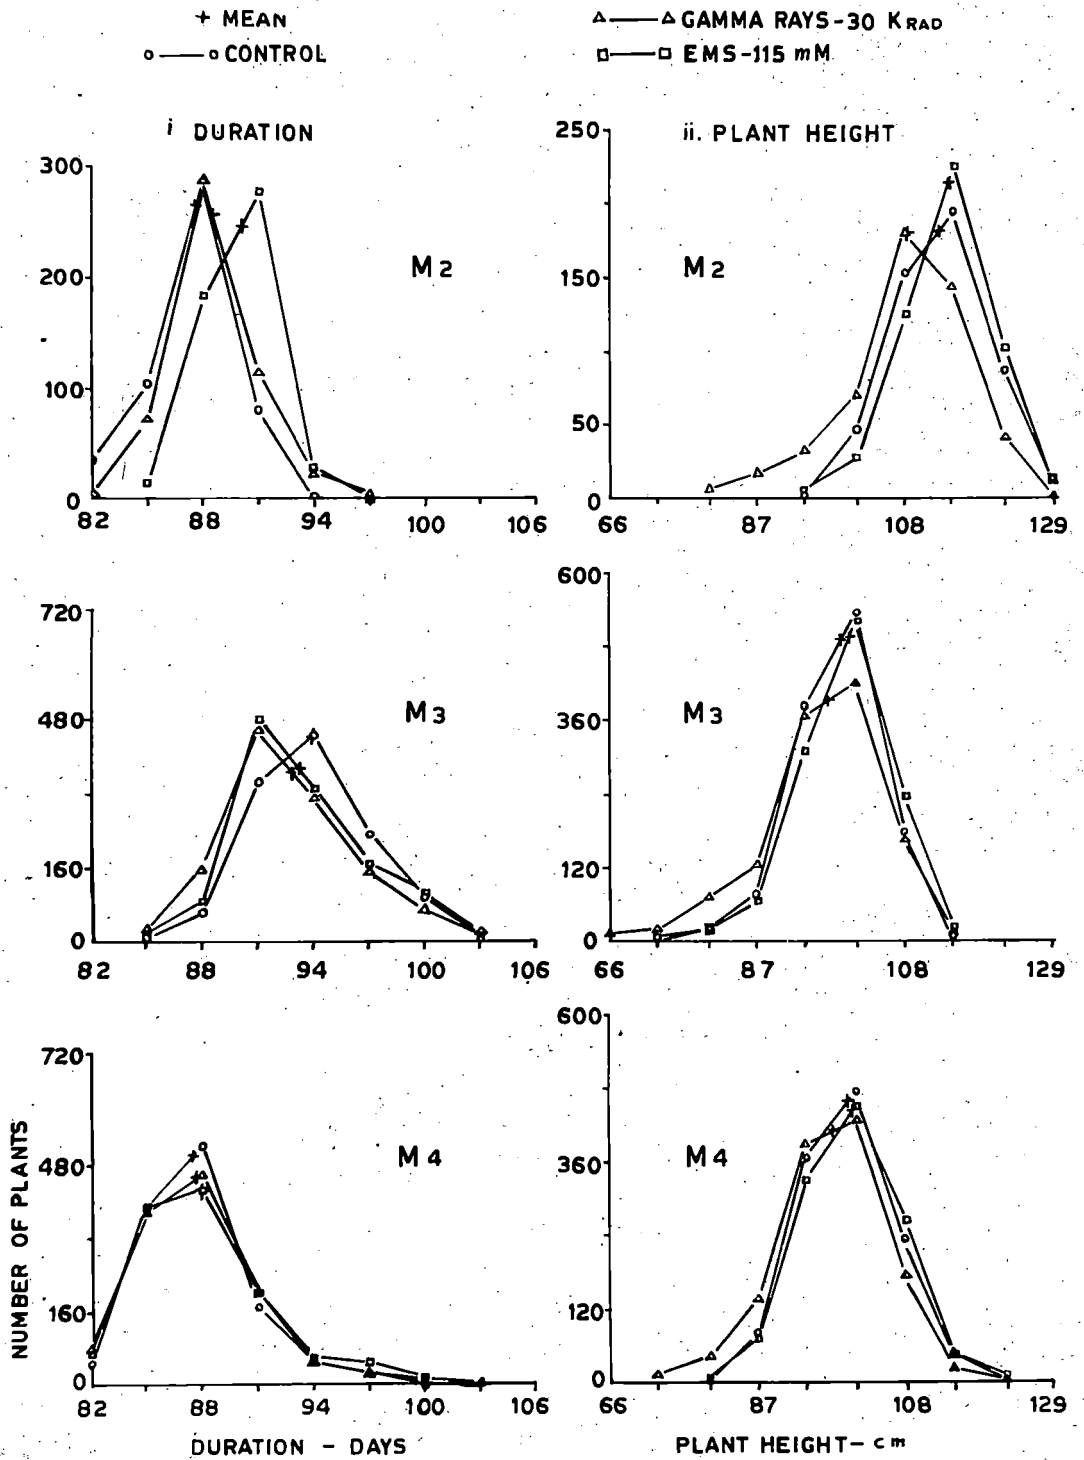 + MEAN
△——△ GAMMA RAYS-30 KRAD
○——○ CONTROL
□——□ EMS-115 mM
i DURATION
ii. PLANT HEIGHT
300
200
100
0
82 88 94 100 106
M2
250
150
50
0
66 87 108 129
M2
720
480
160
0
82 88 94 100 106
M3
600
360
120
0
66 87 108 129
M3
720
480
160
0
82 88 94 100 106
M4
600
360
120
0
66 87 108 129
M4
NUMBER OF PLANTS
DURATION - DAYS
PLANT HEIGHT- cm